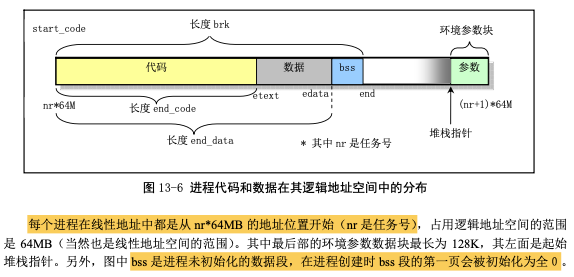 start_code
长度 brk
环境参数块
代码
数据
bss
参数
nr*64M
长度 end_code
etext
edata
end
(nr+1)*64M
长度 end_data
* 其中 nr 是任务号
堆栈指针
图 13-6 进程代码和数据在其逻辑地址空间中的分布
每个进程在线性地址中都是从 nr*64MB 的地址位置开始（nr 是任务号），占用逻辑地址空间的范围
是 64MB（当然也是线性地址空间的范围）。其中最后部的环境参数数据块最长为 128K，其左面是起始
堆栈指针。另外，图中 bss 是进程未初始化的数据段，在进程创建时 bss 段的第一页会被初始化为全 0。